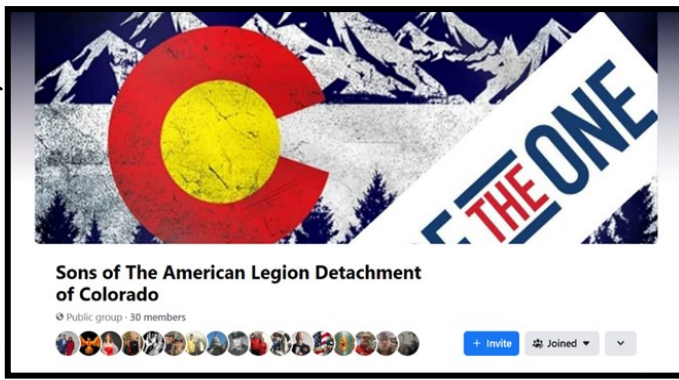 THE ONE
Sons of The American Legion Detachment
of Colorado
Public group · 30 members
+ Invite
Joined